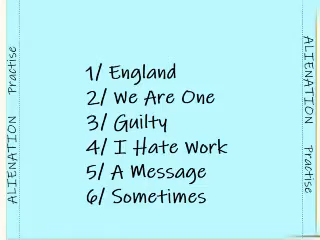 ALIENATION Practise
1/ England
2/ We Are One
3/ Guilty
4/ I Hate Work
5/ A Message
6/ Sometimes
ALIENATION Practise